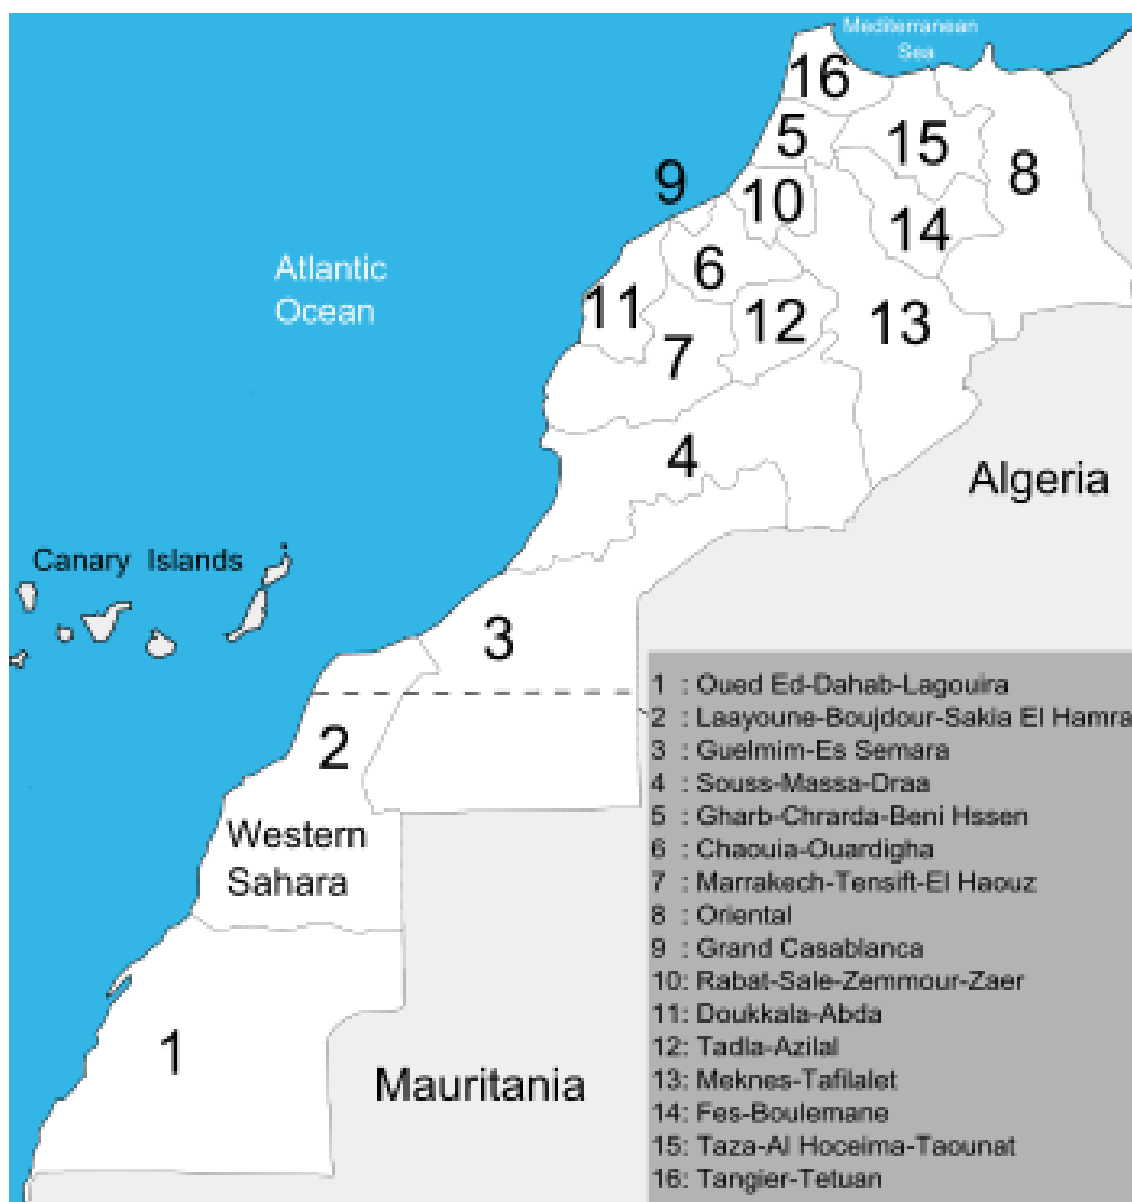 Mediterranean
Sea
16
5
15
9
10
8
14
Atlantic
Ocean
6
11
12
13
7
4
Algeria
Canary Islands
3
2
Western
Sahara
1
Mauritania
1 : Oued Ed-Dahab-Lagouira
2 : Laayoune-Boujdour-Sakia El Hamra
3 : Guelmim-Es Semara
4 : Souss-Massa-Draa
5 : Gharb-Chrarda-Beni Hssen
6 : Chaouia-Ouardigha
7 : Marrakech-Tensift-El Haouz
8 : Oriental
9 : Grand Casablanca
10: Rabat-Sale-Zemmour-Zaer
11: Doukkala-Abda
12: Tadla-Azilal
13: Meknes-Tafilalet
14: Fes-Boulemane
15: Taza-Al Hoceima-Taounat
16: Tangier-Tetuan